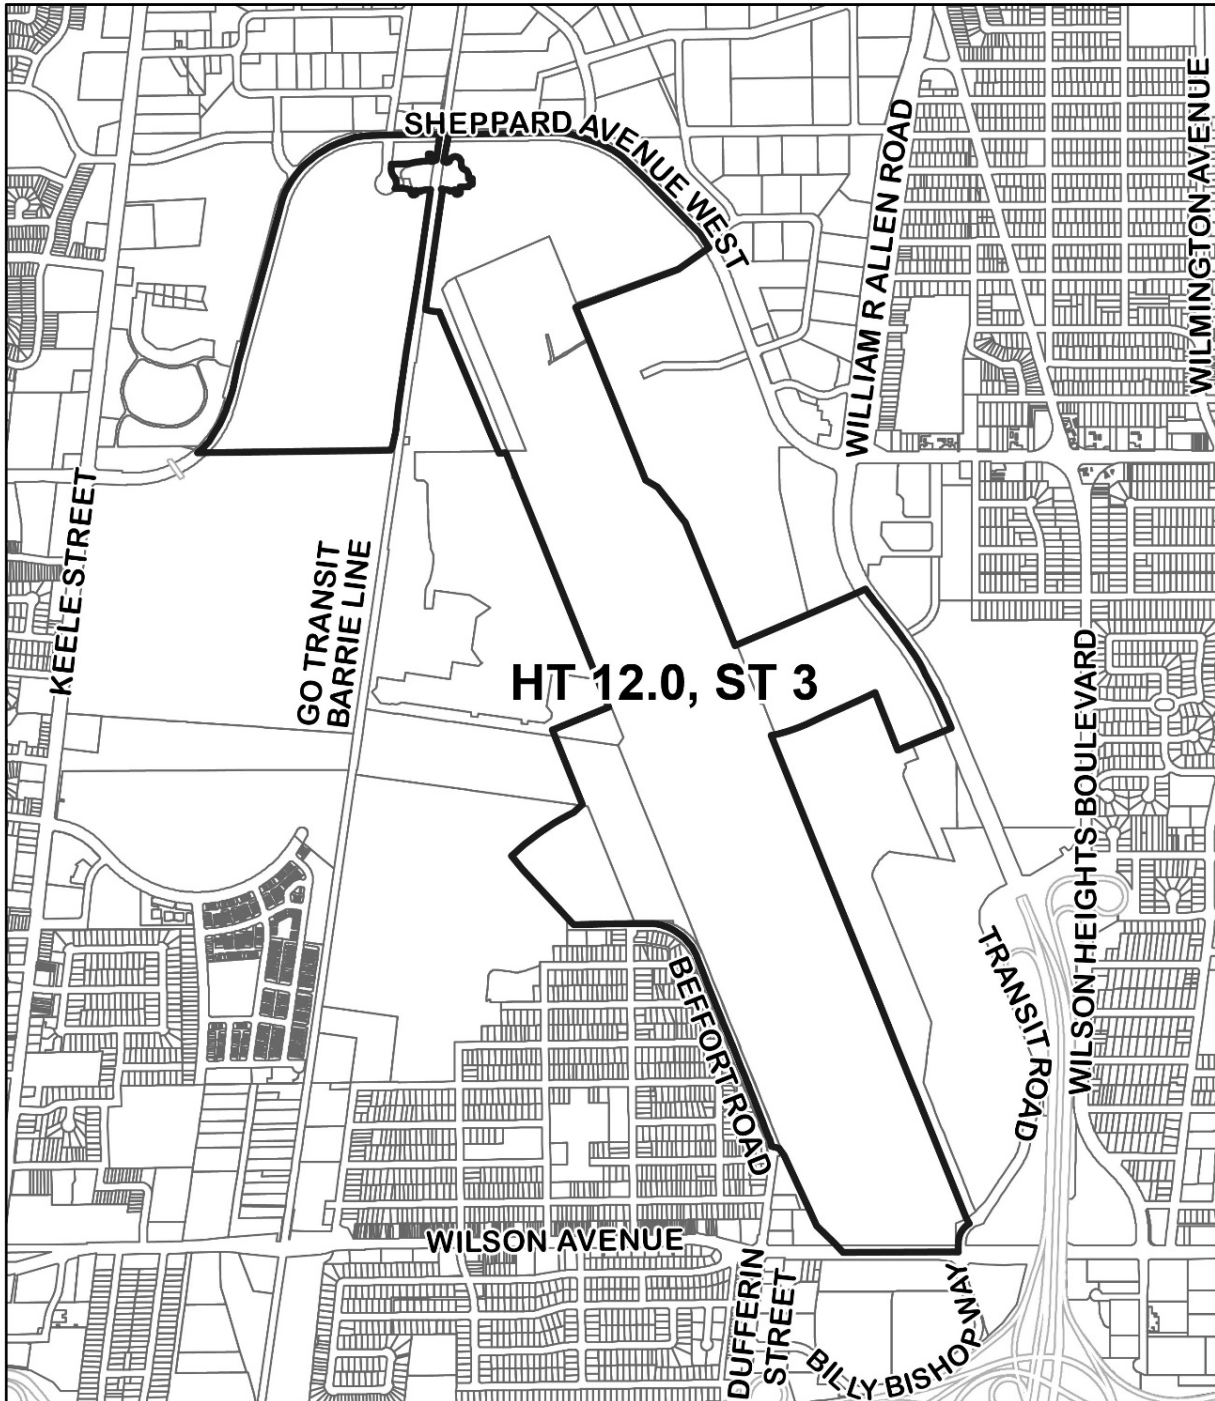 SHEPPARD AVENUE WEST
WILLIAM R ALLEN ROAD
WILMINGTON AVENUE
KEELE STREET
GO TRANSIT
BARRIE LINE
HT 12.0, ST 3
WILSON HEIGHTS BOULEVARD
TRANSIT ROAD
BEFFORT ROAD
WILSON AVENUE
DUFFERIN
STREET
BILLY BISHOP WAY